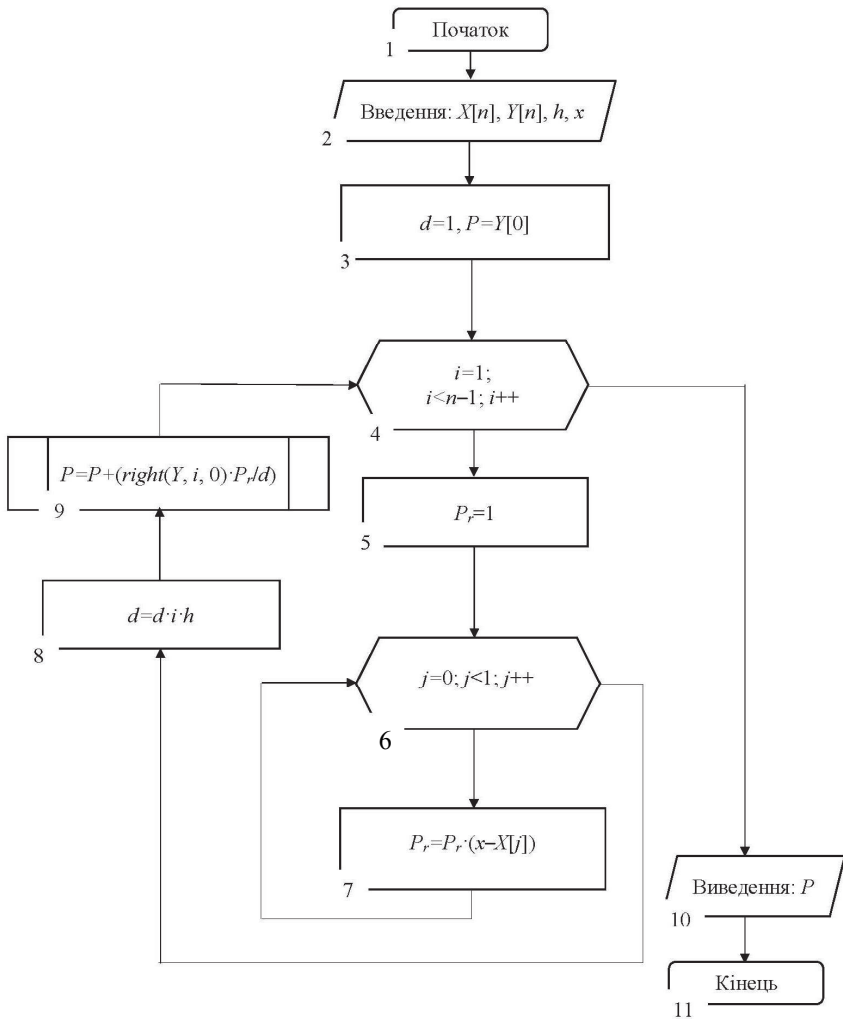 Початок
1
Введення: X[n], Y[n], h, x
2
d=1, P=Y[0]
3
i=1;
i<n–1; i++
4
P=P+(right(Y, i, 0)·Pᵣ/d)
9
Pᵣ=1
5
d=d·i·h
8
j=0; j<1; j++
6
Pᵣ=Pᵣ·(x–X[j])
7
Виведення: P
10
Кінець
11